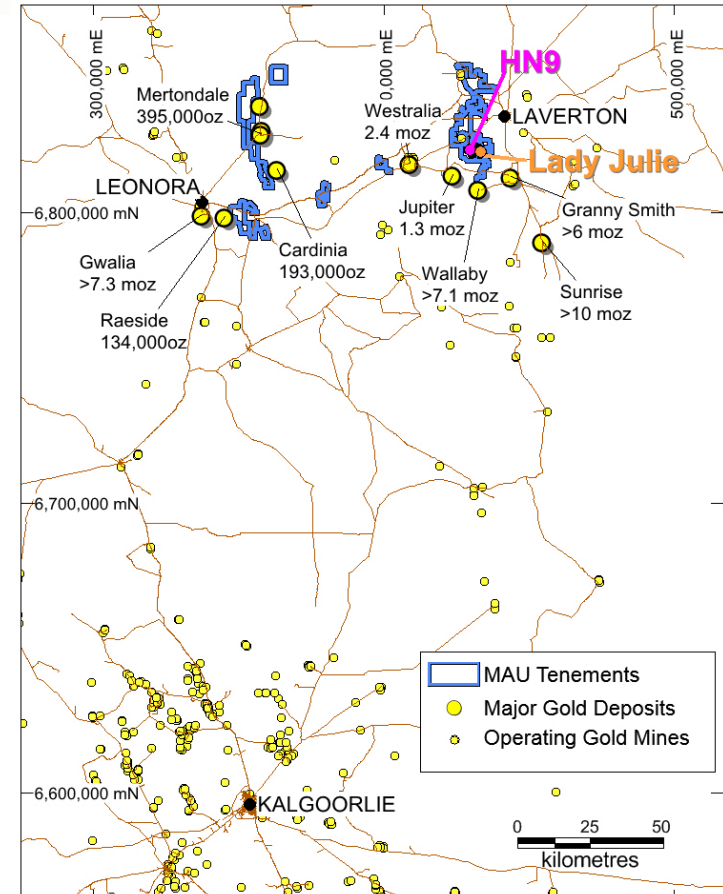 300,000 mE
0,000 mE
500,000 mE
HN9
Mertondale
395,000oz
Westralia
2.4 moz
LAVERTON
Lady Julie
LEONORA
6,800,000 mN
Jupiter
1.3 moz
Granny Smith
>6 moz
Cardinia
193,000oz
Gwalia
>7.3 moz
Wallaby
>7.1 moz
Sunrise
>10 moz
Raeside
134,000oz
6,700,000 mN
MAU Tenements
Major Gold Deposits
Operating Gold Mines
6,600,000 mN
KALGOORLIE
0 25 50
kilometres